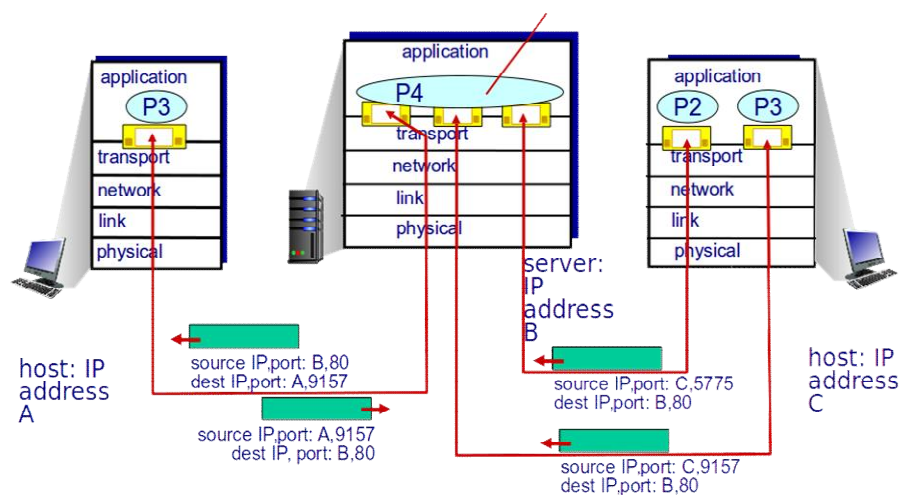 application
P3
transport
network
link
physical
application
P4
transport
network
link
physical
application
P2
P3
transport
network
link
physical
server:
IP
address
B
host: IP
address
A
source IP,port: B,80
dest IP,port: A,9157
source IP,port: A,9157
dest IP, port: B,80
source IP,port: C,5775
dest IP,port: B,80
source IP,port: C,9157
dest IP,port: B,80
host: IP
address
C